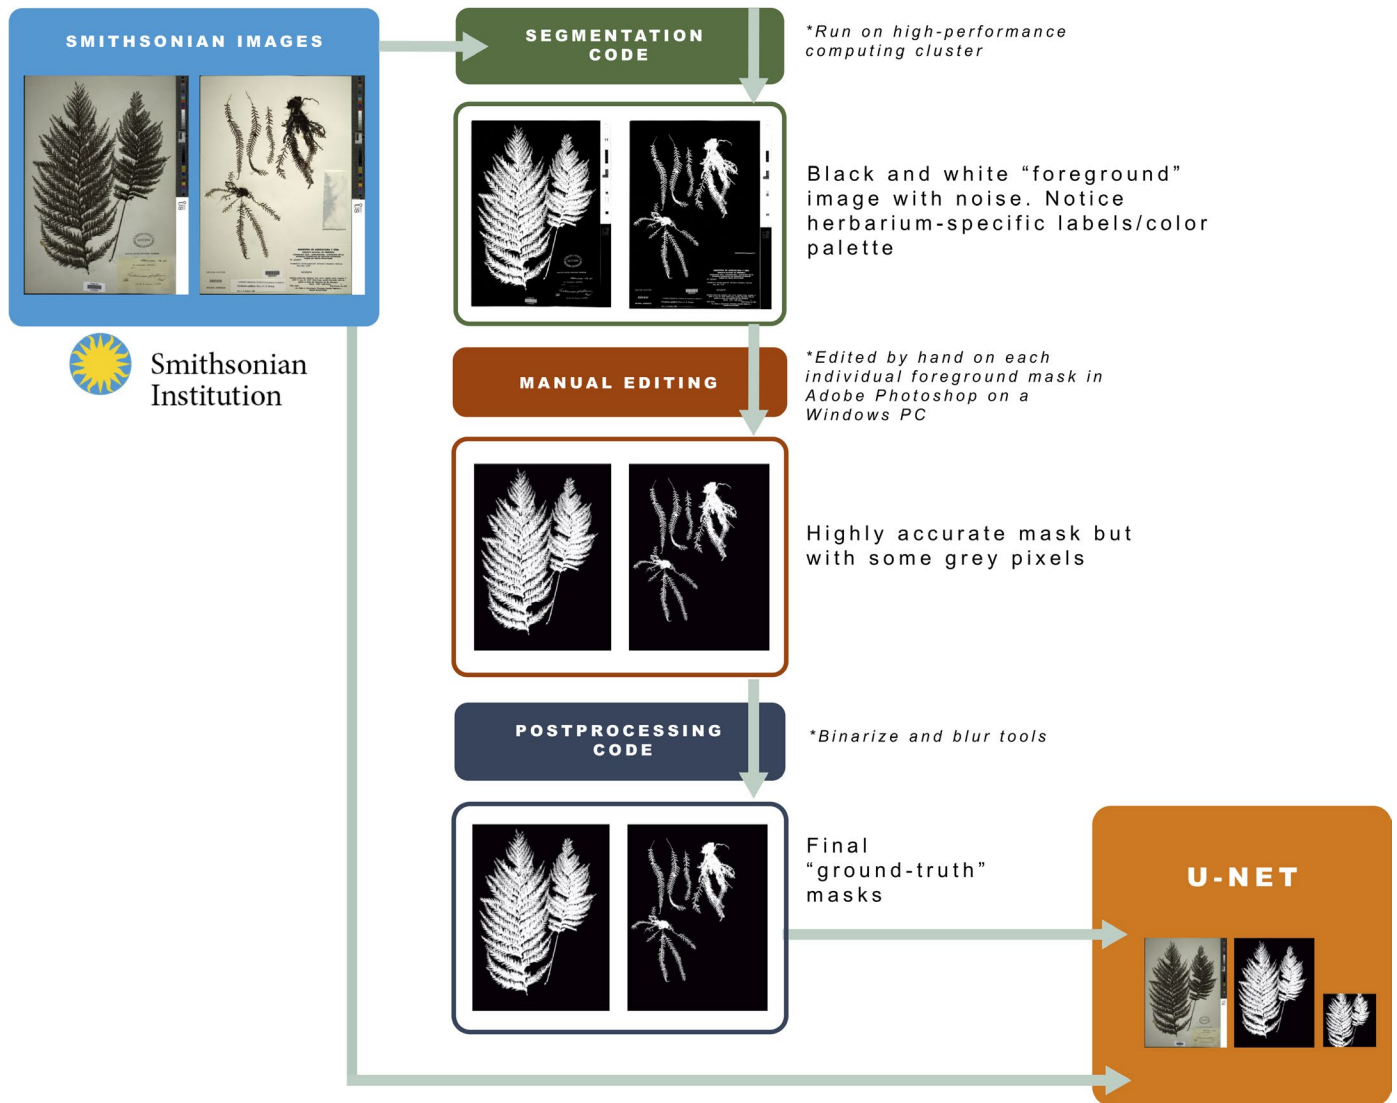 SMITHSONIAN IMAGES
SEGMENTATION
CODE
*Run on high-performance
computing cluster
Black and white “foreground”
image with noise. Notice
herbarium-specific labels/color
palette
Smithsonian
Institution
MANUAL EDITING
*Edited by hand on each
individual foreground mask in
Adobe Photoshop on a
Windows PC
Highly accurate mask but
with some grey pixels
POSTPROCESSING
CODE
*Binarize and blur tools
Final
“ground-truth”
masks
U-NET